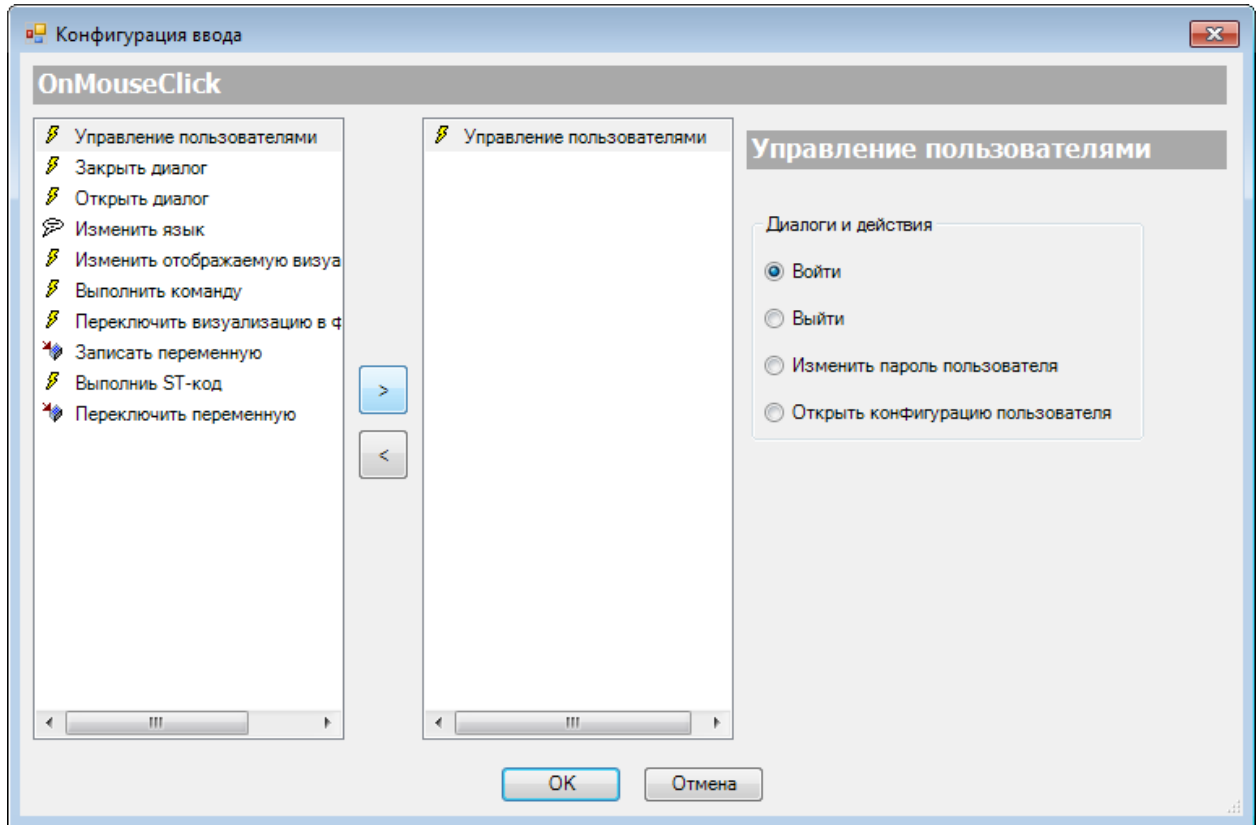 Конфигурация ввода
OnMouseClick
Управление пользователями
Закрыть диалог
Открыть диалог
Изменить язык
Изменить отображаемую визуа
Выполнить команду
Переключить визуализацию в ф
Записать переменную
Выполниь ST-код
Переключить переменную
>
<
Управление пользователями
Управление пользователями
Диалоги и действия
Войти
Выйти
Изменить пароль пользователя
Открыть конфигурацию пользователя
OK
Отмена